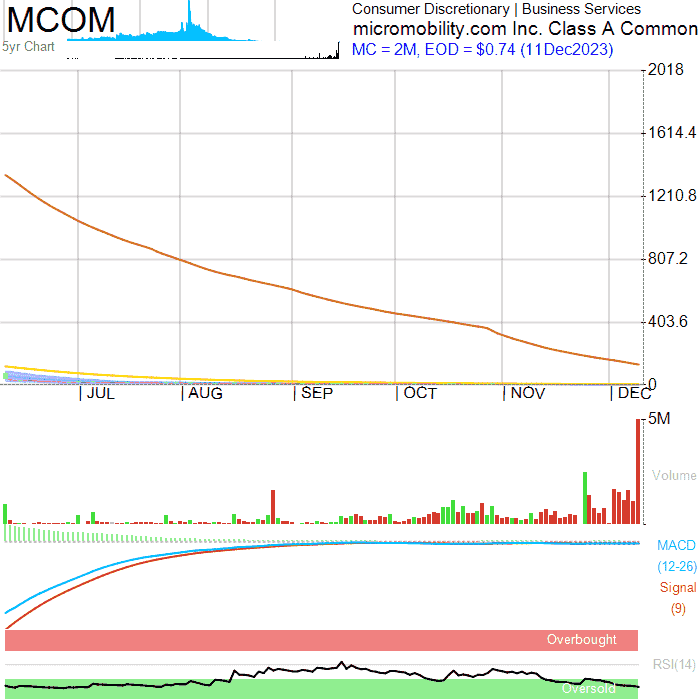 MCOM
Consumer Discretionary | Business Services
micromobility.com Inc. Class A Common
5yr Chart
MC = 2M, EOD = $0.74 (11Dec2023)
2018
1614.4
1210.8
807.2
403.6
0
| JUL | AUG | SEP | OCT | NOV | DEC
5M
Volume
MACD
(12-26)
Signal
(9)
Overbought
RSI(14)
Oversold